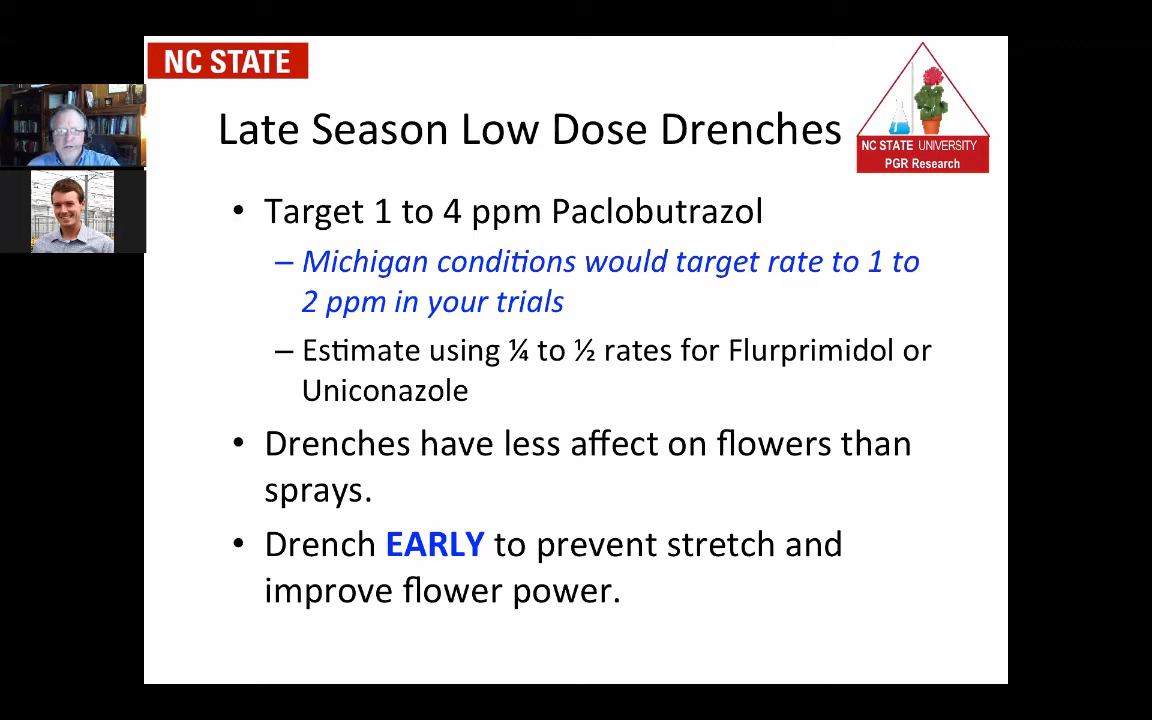 NC STATE
NC STATE UNIVERSITY
PGR Research
Late Season Low Dose Drenches
• Target 1 to 4 ppm Paclobutrazol
– Michigan conditions would target rate to 1 to
2 ppm in your trials
– Estimate using ¼ to ½ rates for Flurprimidol or
Uniconazole
• Drenches have less affect on flowers than
sprays.
• Drench EARLY to prevent stretch and
improve flower power.